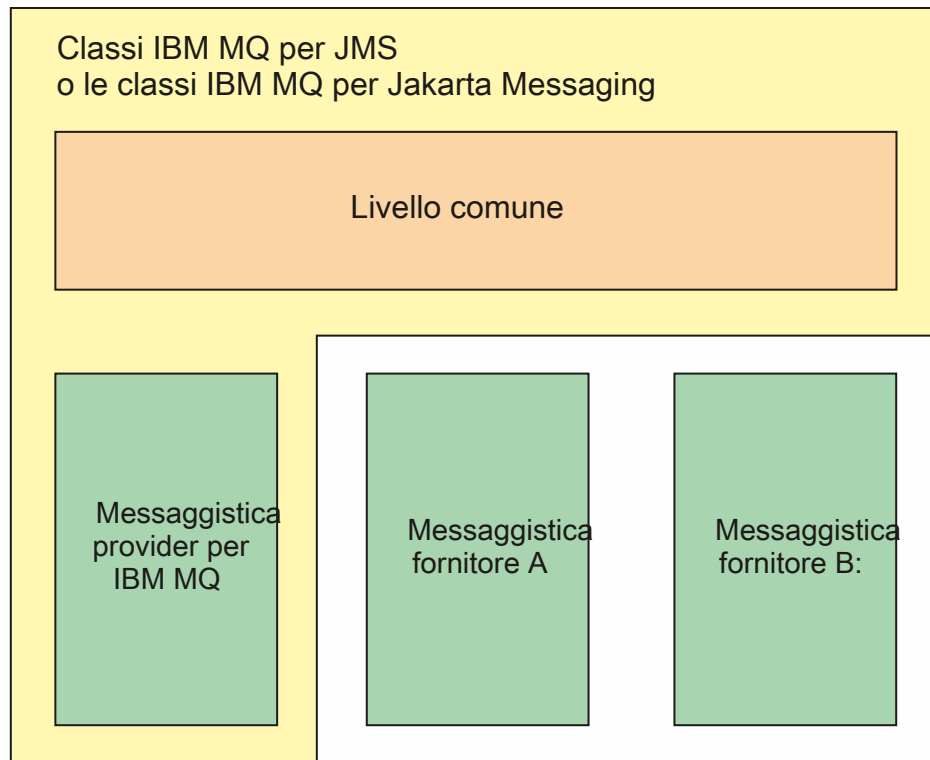 Classi IBM MQ per JMS
o le classi IBM MQ per Jakarta Messaging
Livello comune
Messaggistica
provider per
IBM MQ
Messaggistica
fornitore A
Messaggistica
fornitore B: